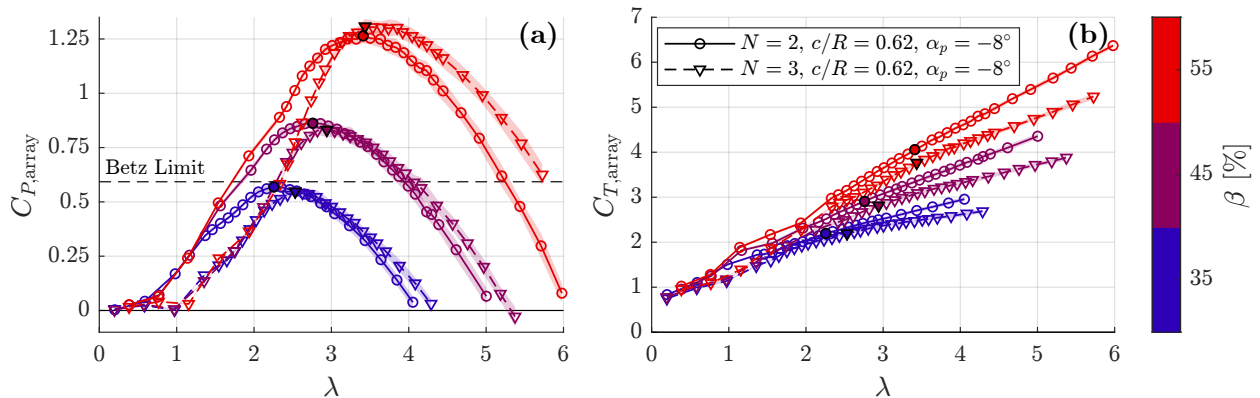 (a)
Betz Limit
C_{P,array}
1.25
1
0.75
0.5
0.25
0
0 1 2 3 4 5 6
λ
(b)
N = 2, c/R = 0.62, α_p = −8°
N = 3, c/R = 0.62, α_p = −8°
C_{T,array}
7
6
5
4
3
2
1
0
0 1 2 3 4 5 6
λ
55
45
35
β [%]